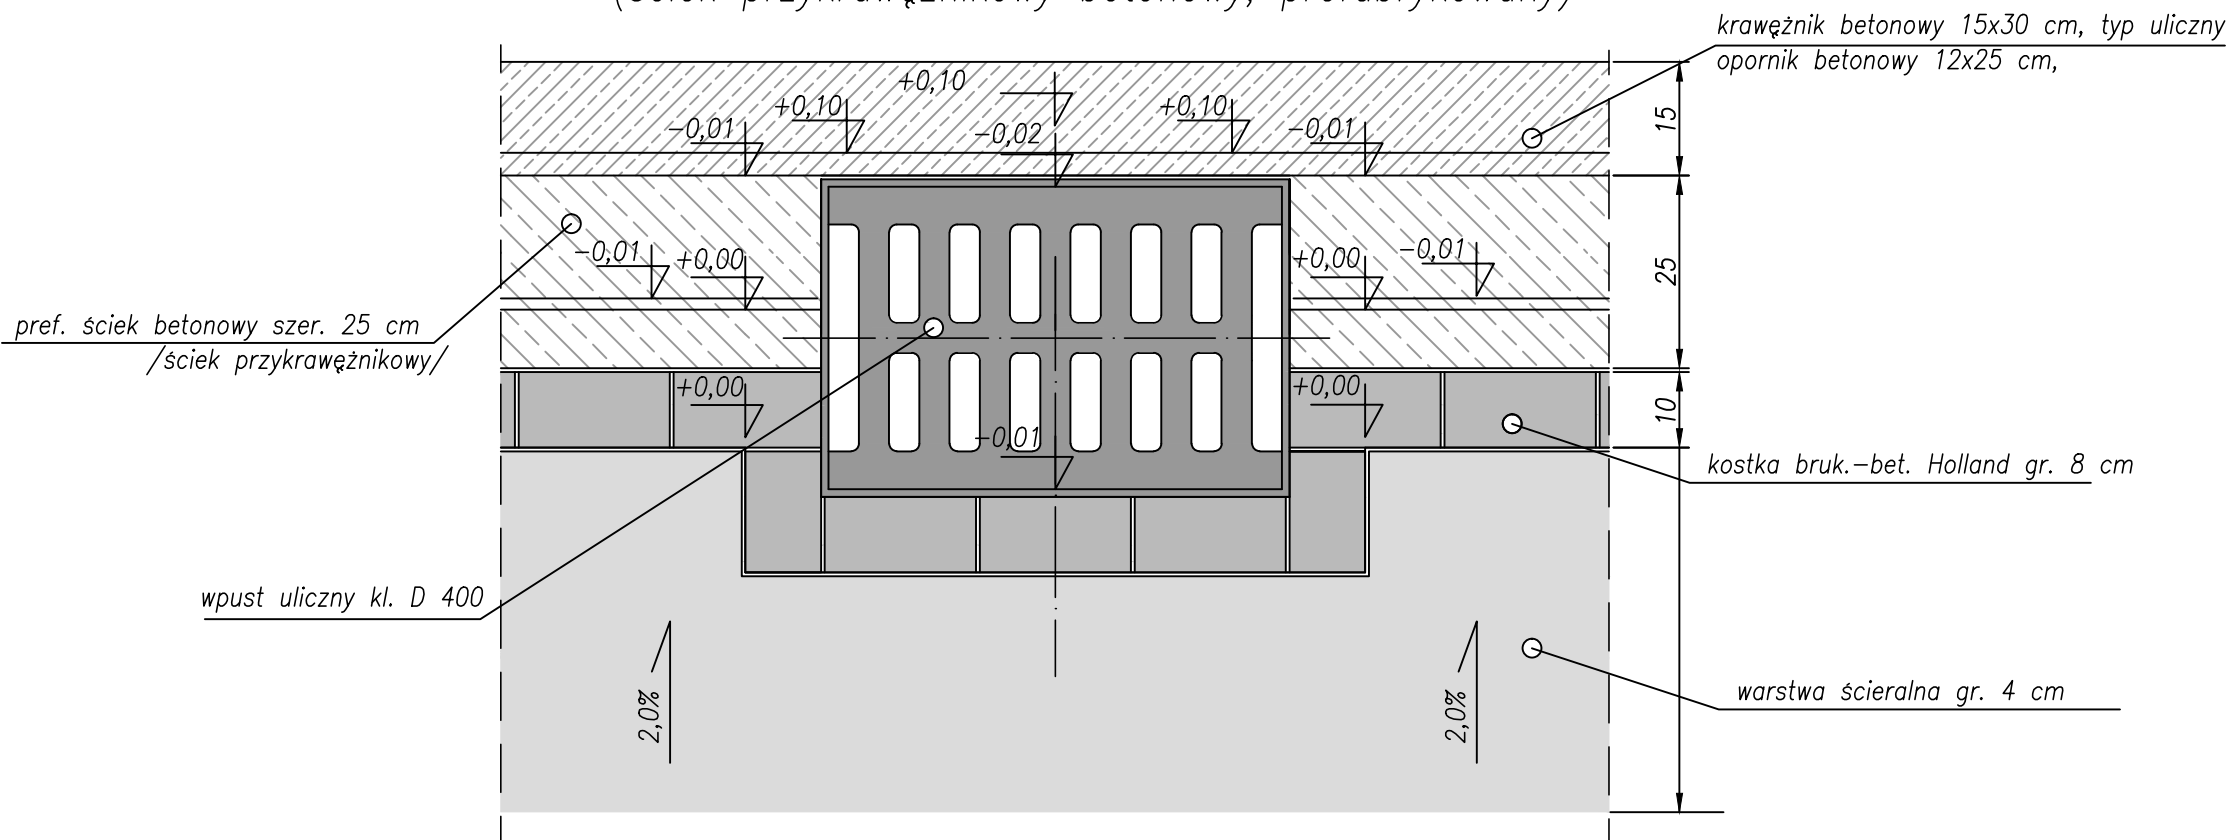 krawężnik betonowy 15x30 cm, typ uliczny
opornik betonowy 12x25 cm,
+0,10
+0,10
+0,10
-0,01
-0,02
-0,01
15
-0,01
+0,00
+0,00
-0,01
25
pref. ściek betonowy szer. 25 cm
/ściek przykrawężnikowy/
+0,00
+0,00
10
-0,01
kostka bruk.-bet. Holland gr. 8 cm
wpust uliczny kl. D 400
2,0%
2,0%
warstwa ścieralna gr. 4 cm